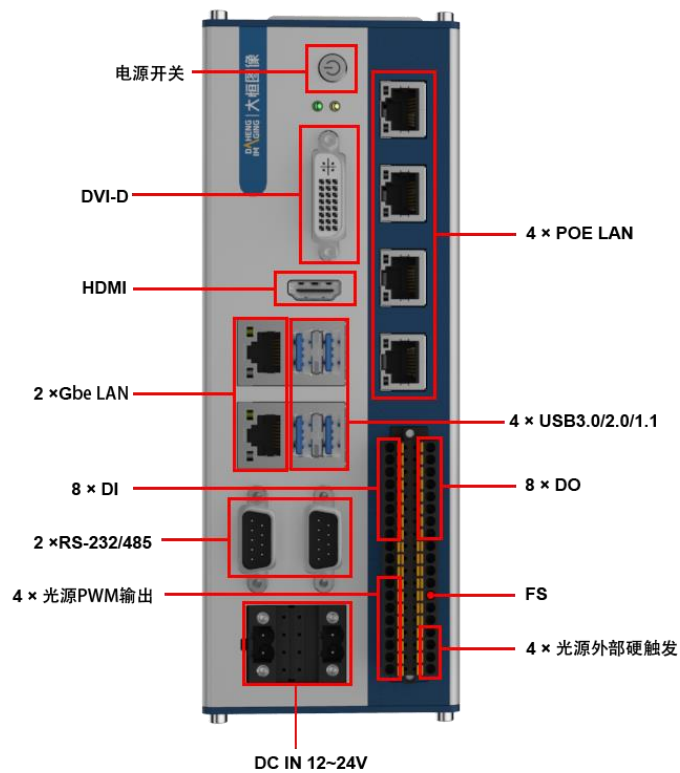 电源开关
DAHENG
IMAGING
大恒图像
DVI-D
4 × POE LAN
HDMI
2 ×Gbe LAN
4 × USB3.0/2.0/1.1
8 × DI
8 × DO
2 ×RS-232/485
4 × 光源PWM输出
FS
4 × 光源外部硬触发
DC IN 12~24V